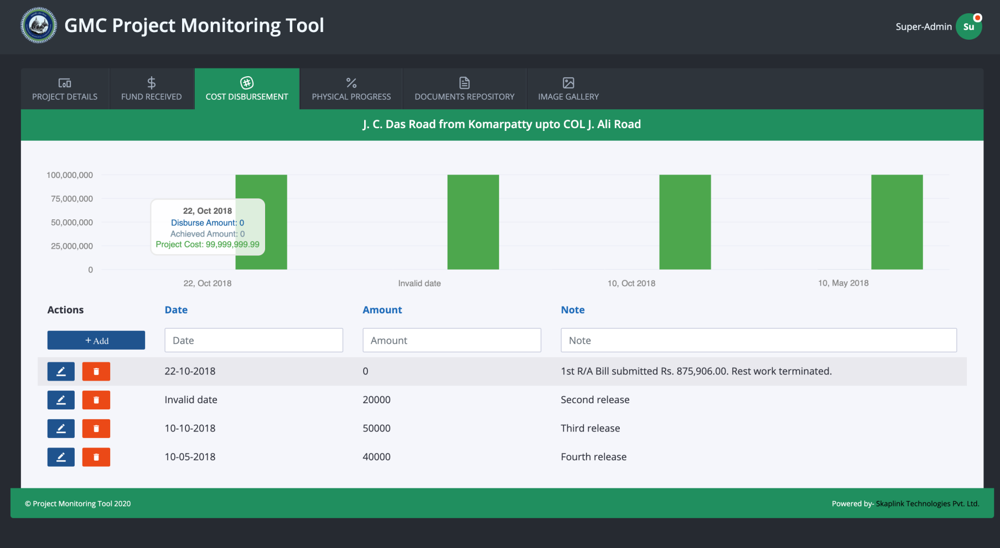 GMC Project Monitoring Tool
Super-Admin Su
PROJECT DETAILS FUND RECEIVED COST DISBURSEMENT PHYSICAL PROGRESS DOCUMENTS REPOSITORY IMAGE GALLERY
J. C. Das Road from Komarpatty upto COL J. Ali Road
100,000,000
75,000,000
50,000,000
25,000,000
0
22, Oct 2018
Disburse Amount: 0
Achieved Amount: 0
Project Cost: 99,999,999.99
22, Oct 2018 Invalid date 10, Oct 2018 10, May 2018
Actions Date Amount Note
+ Add Date Amount Note
22-10-2018 0 1st R/A Bill submitted Rs. 875,906.00. Rest work terminated.
Invalid date 20000 Second release
10-10-2018 50000 Third release
10-05-2018 40000 Fourth release
© Project Monitoring Tool 2020
Powered by- Skaplink Technologies Pvt. Ltd.